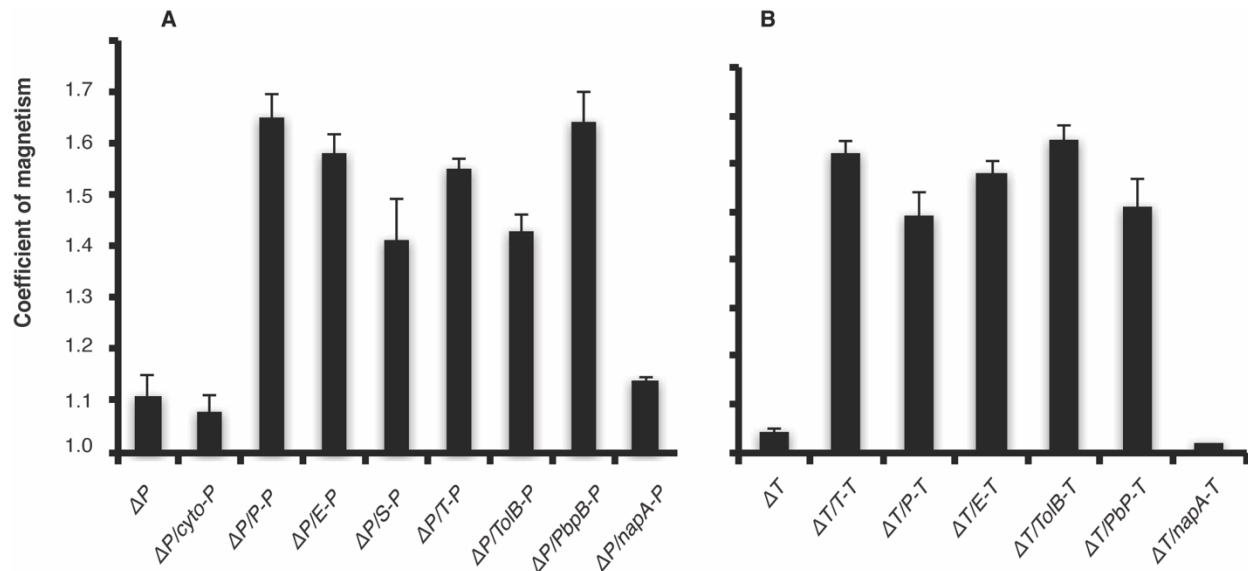 A
B
Coefficient of magnetism
1.7
1.6
1.5
1.4
1.3
1.2
1.1
1.0
ΔP
ΔP/cyto-P
ΔP/P-P
ΔP/E-P
ΔP/S-P
ΔP/T-P
ΔP/TolB-P
ΔP/PbpB-P
ΔP/napA-P
ΔT
ΔT/T-T
ΔT/P-T
ΔT/E-T
ΔT/TolB-T
ΔT/PbP-T
ΔT/napA-T